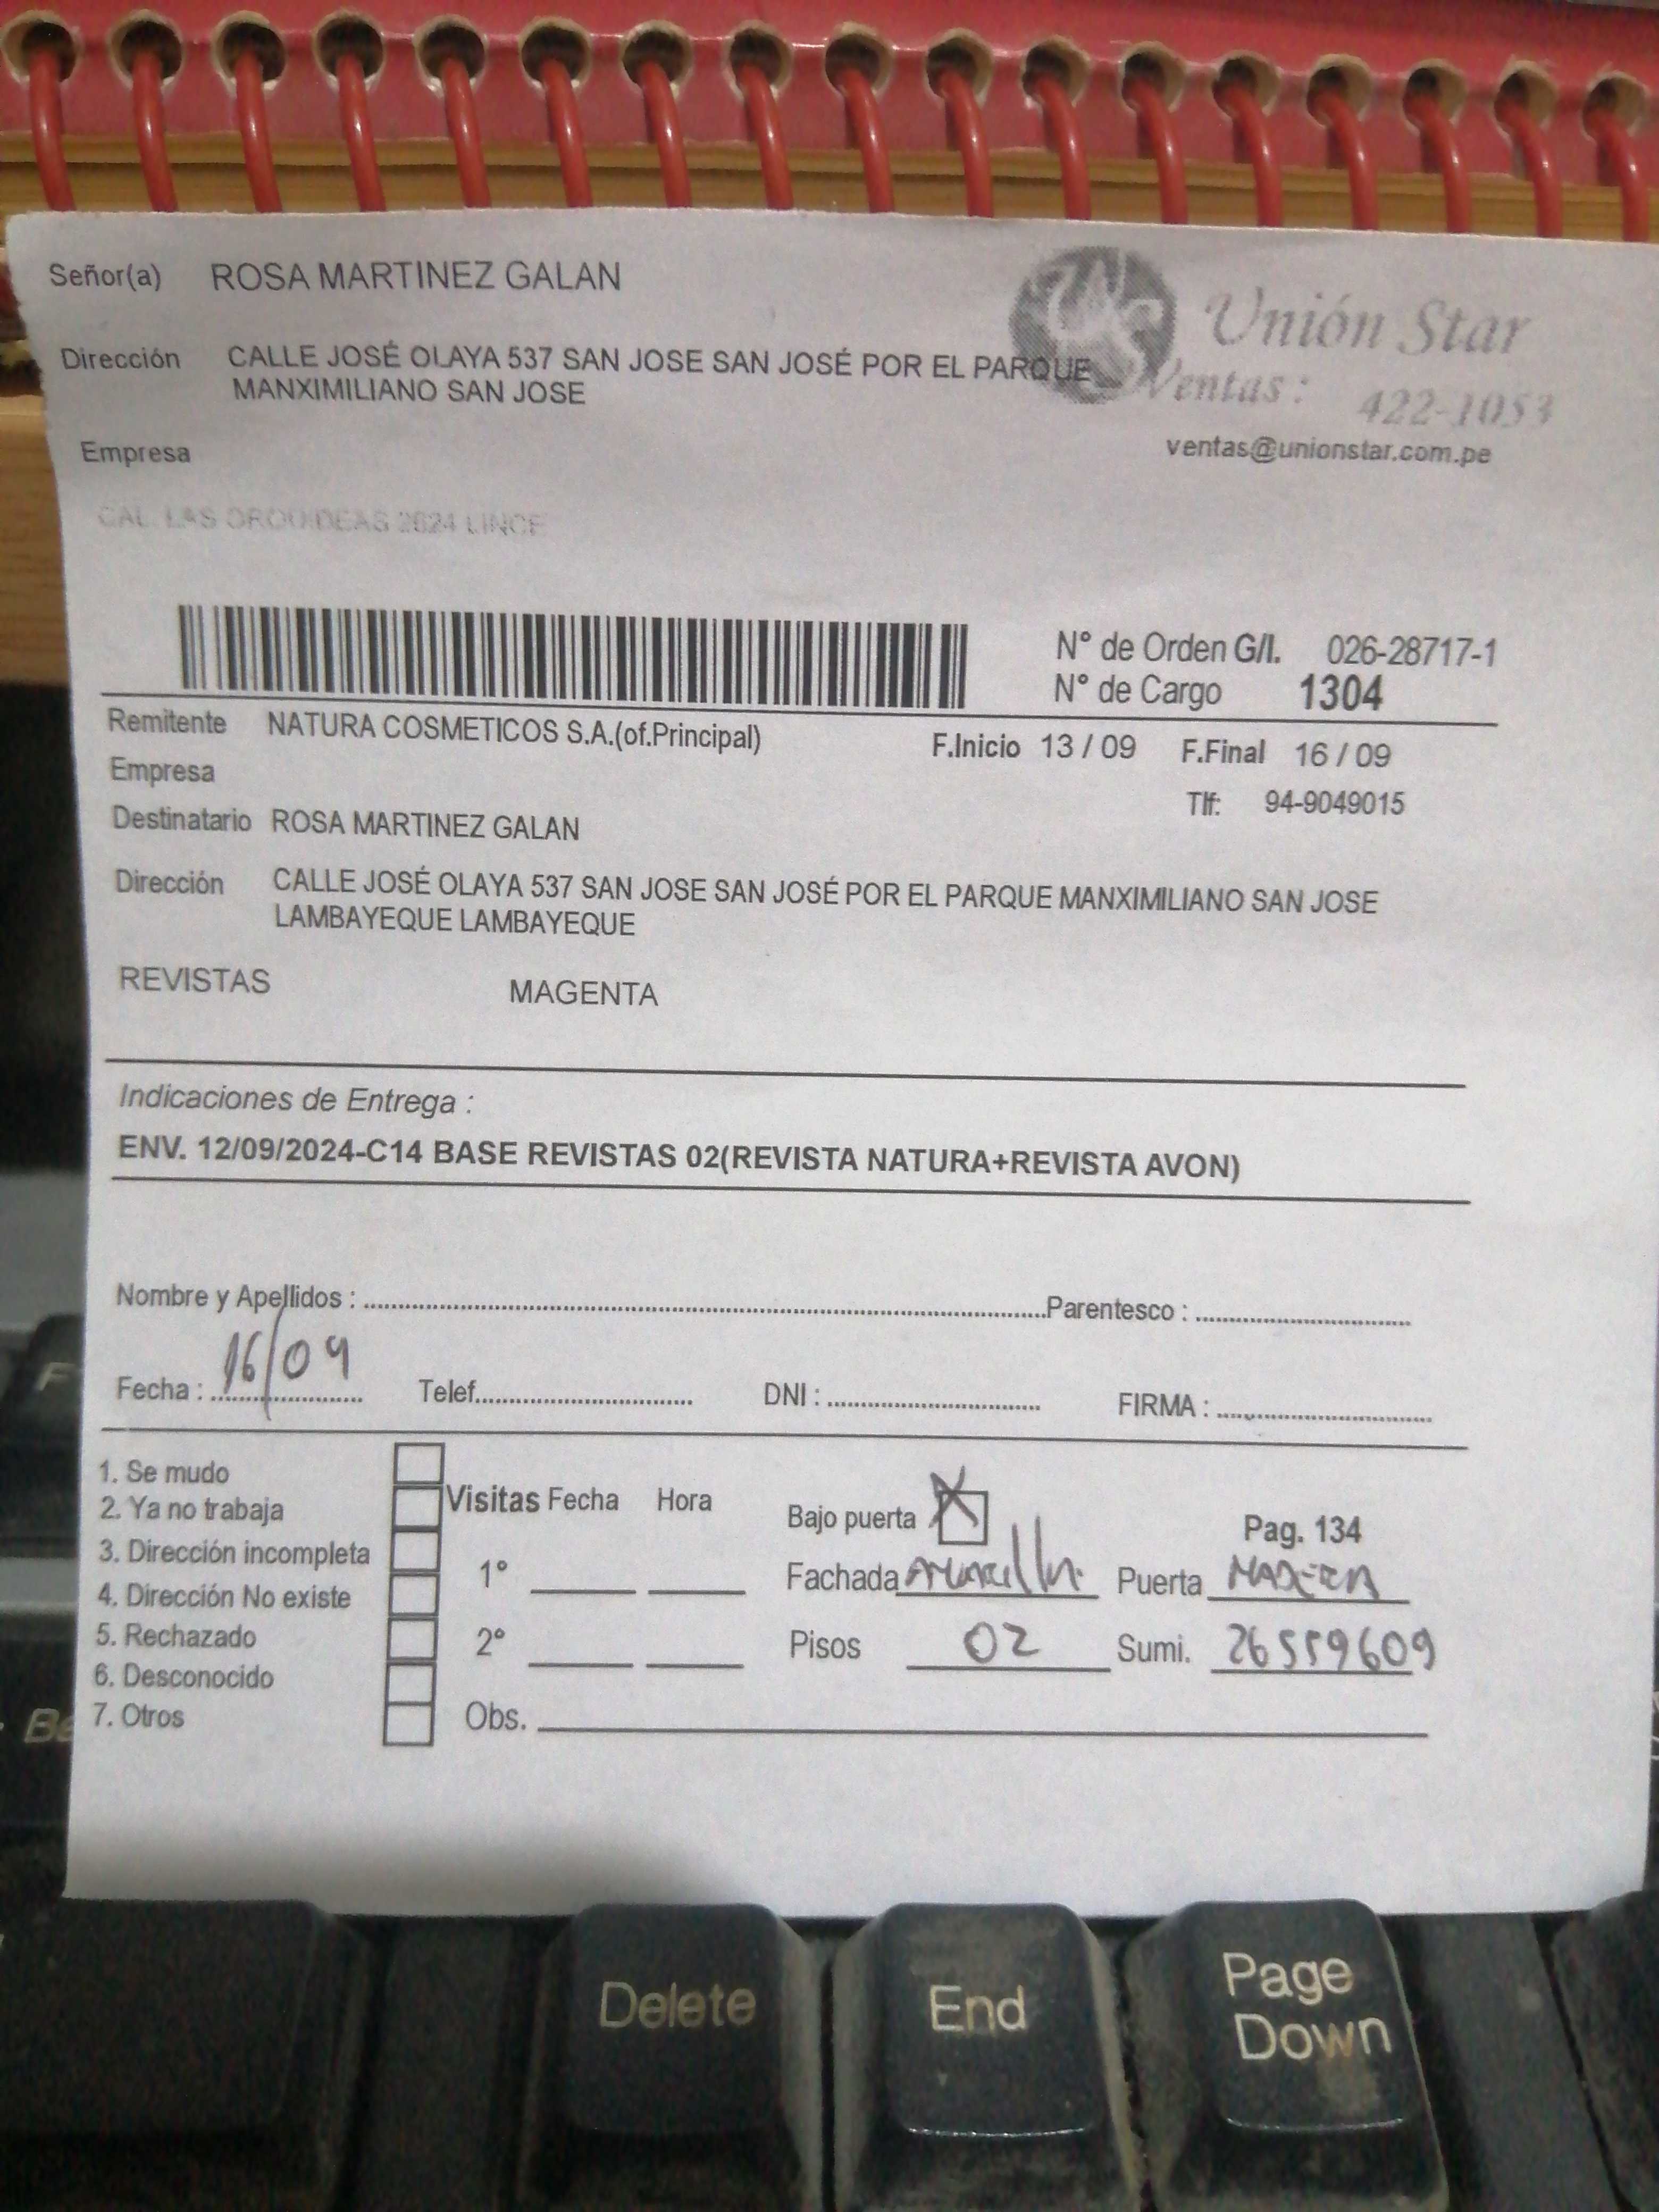 Señor(a) ROSA MARTINEZ GALAN
Unión Star
Dirección CALLE JOSÉ OLAYA 537 SAN JOSE SAN JOSÉ POR EL PARQUE
MANXIMILIANO SAN JOSE
Ventas: 422-1053
ventas@unionstar.com.pe
Empresa
CAL. LAS ORQUIDEAS 2624 LINCE
N° de Orden G/I. 026-28717-1
N° de Cargo 1304
Remitente NATURA COSMETICOS S.A.(of.Principal) F.Inicio 13 / 09 F.Final 16 / 09
Empresa
Tlf: 94-9049015
Destinatario ROSA MARTINEZ GALAN
Dirección CALLE JOSÉ OLAYA 537 SAN JOSE SAN JOSÉ POR EL PARQUE MANXIMILIANO SAN JOSE
LAMBAYEQUE LAMBAYEQUE
REVISTAS MAGENTA
Indicaciones de Entrega :
ENV. 12/09/2024-C14 BASE REVISTAS 02(REVISTA NATURA+REVISTA AVON)
Nombre y Apellidos : Parentesco :
Fecha : 16/09 Telef. DNI : FIRMA :
1. Se mudo
2. Ya no trabaja
3. Dirección incompleta
4. Dirección No existe
5. Rechazado
6. Desconocido
7. Otros
Visitas Fecha Hora
1°
2°
Obs.
Bajo puerta X Pag. 134
Fachada Puerta MADERA
Pisos 02 Sumi. 26559609
Delete
End
Page
Down